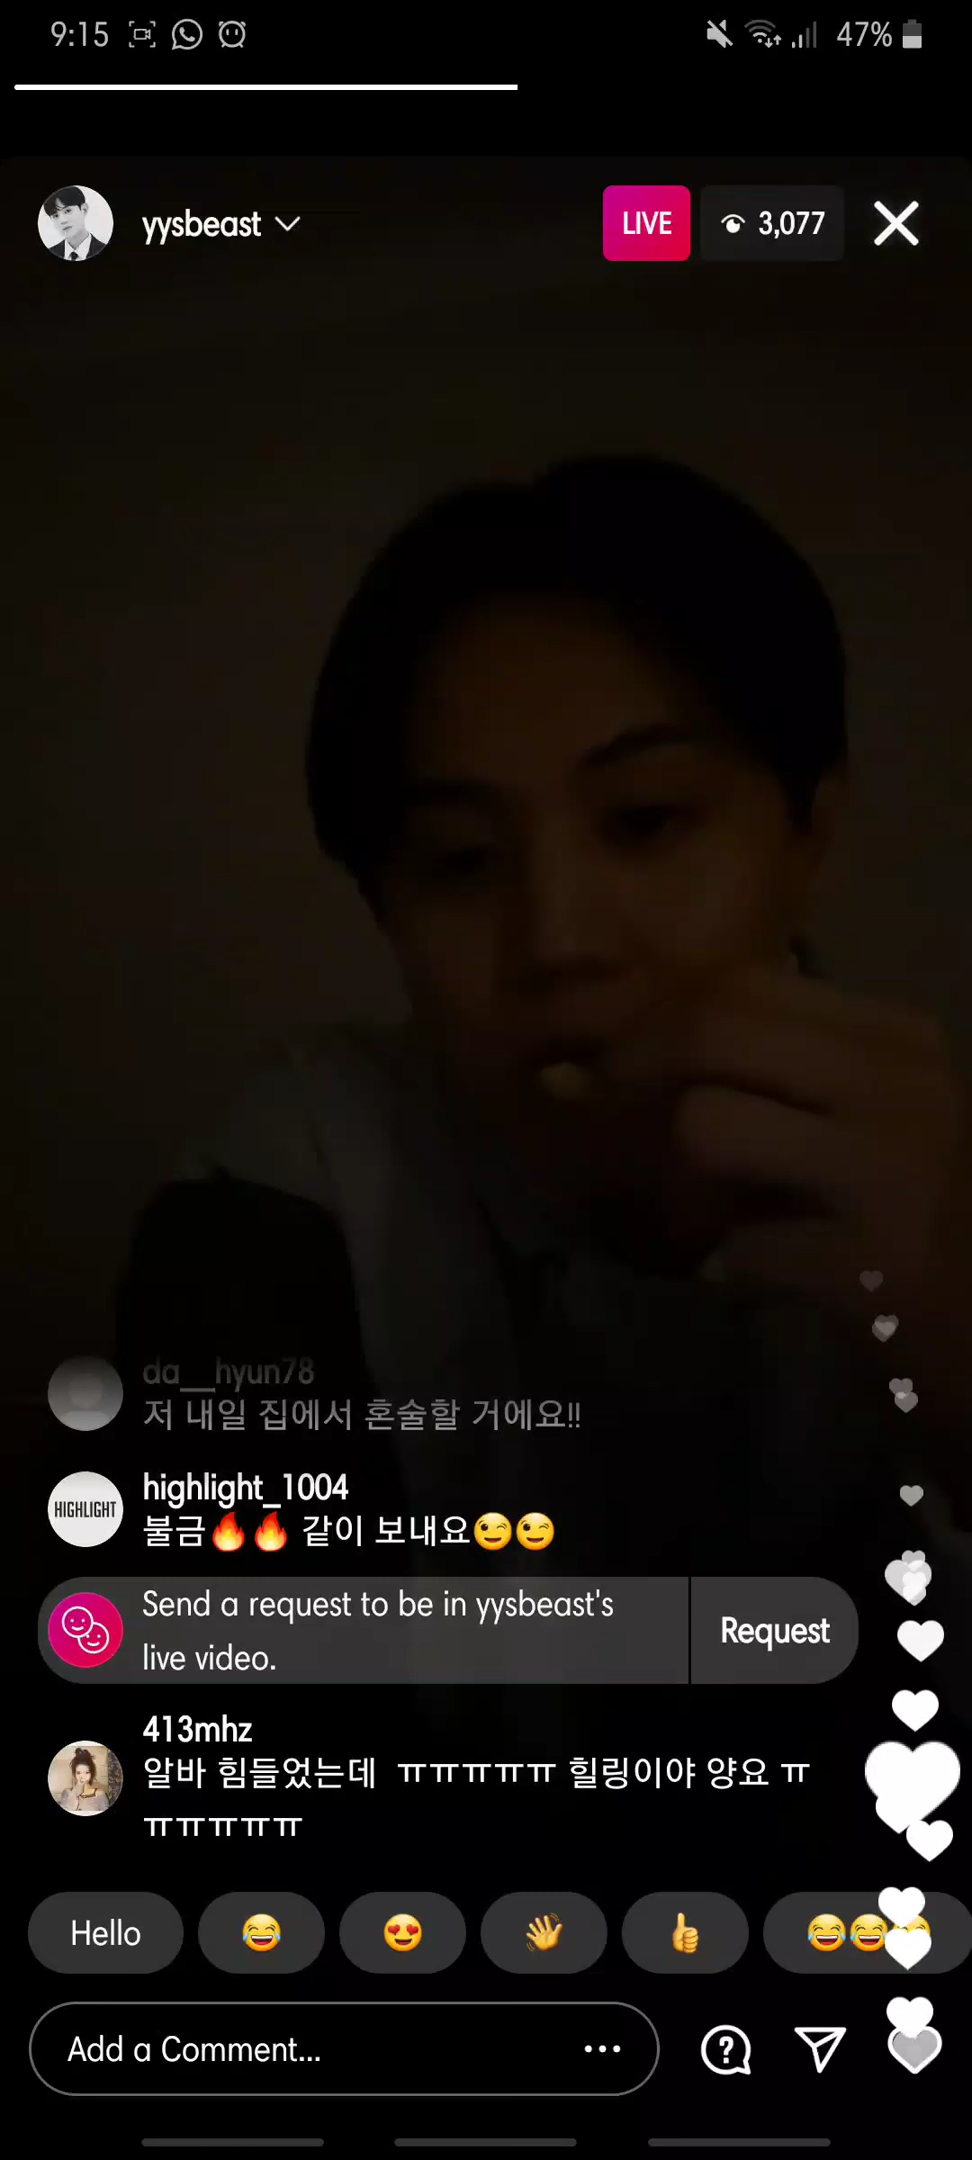 9:15
47%
yysbeast
LIVE
3,077
da__hyun78
저 내일 집에서 혼술할 거에요!!
HIGHLIGHT
highlight_1004
불금🔥🔥 같이 보내요😉😉
Send a request to be in yysbeast's
live video.
Request
413mhz
알바 힘들었는데 ㅠㅠㅠㅠㅠ 힐링이야 양요 ㅠ
ㅠㅠㅠㅠㅠ
Hello 😂 😍 👋 👍 😂😂😂
Add a Comment...